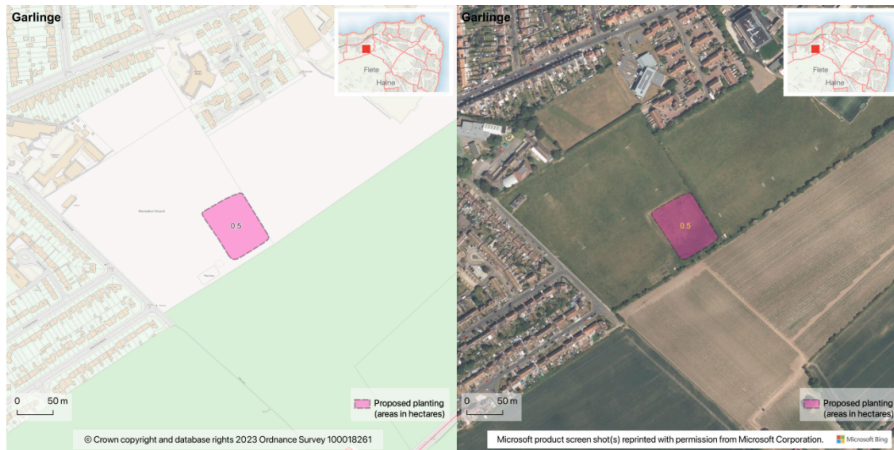 Garlinge
Flete
Haine
0.5
Recreation Ground
0 50 m
Proposed planting
(areas in hectares)
© Crown copyright and database rights 2023 Ordnance Survey 100018261
Garlinge
Flete
Haine
0.5
0 50 m
Proposed planting
(areas in hectares)
Microsoft product screen shot(s) reprinted with permission from Microsoft Corporation.
Microsoft Bing